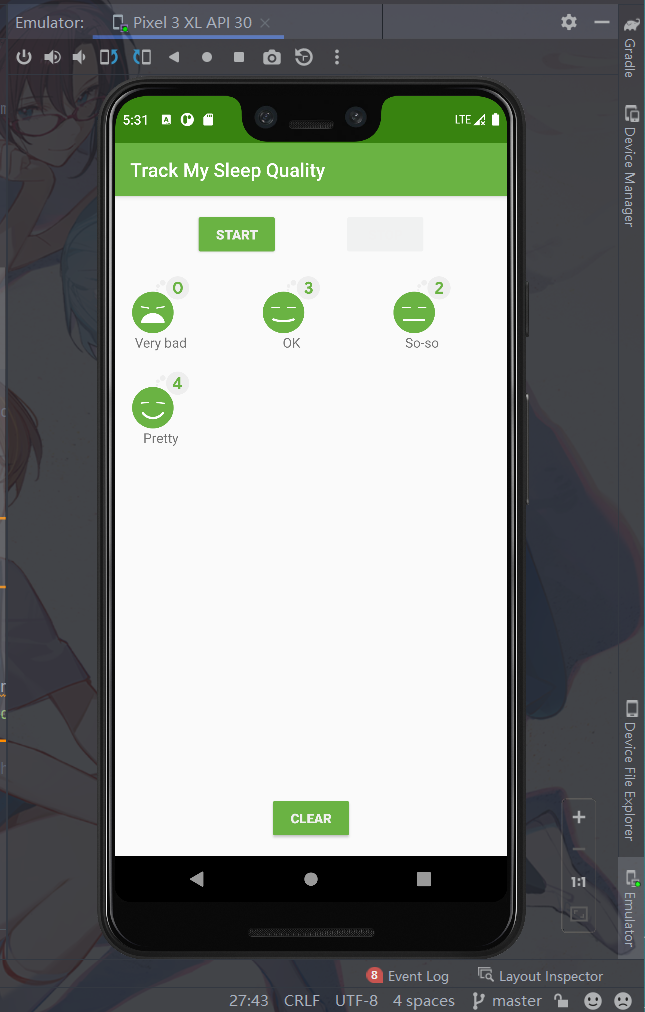 Emulator: Pixel 3 XL API 30
Gradle
Device Manager
5:31 LTE
Track My Sleep Quality
START
0 3 2
Very bad OK So-so
4
Pretty
CLEAR
Device File Explorer
1:1
Emulator
8 Event Log Layout Inspector
27:43 CRLF UTF-8 4 spaces master